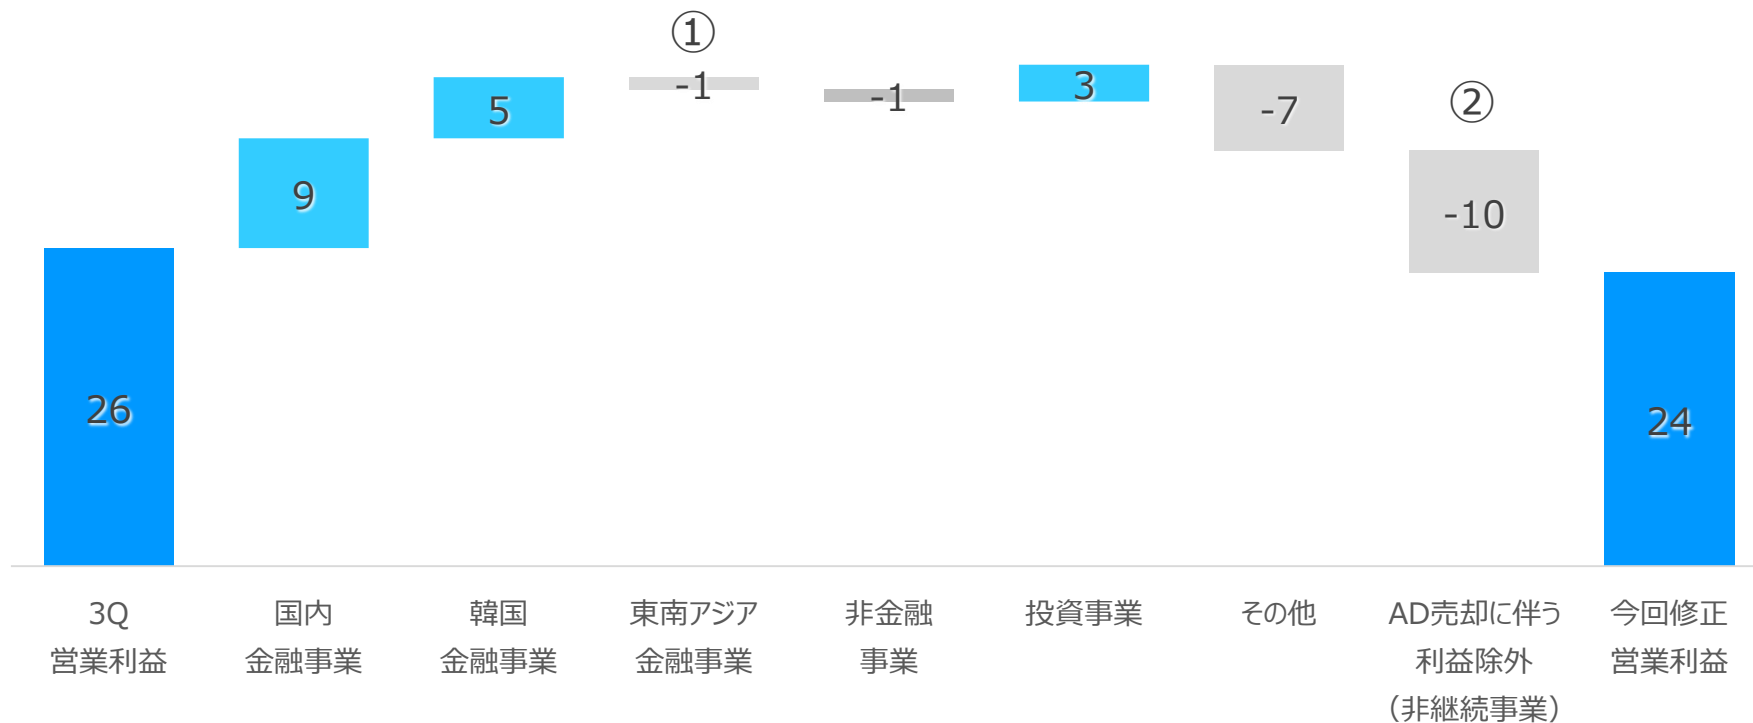 ①
-1
-1
3
5
-7
②
9
-10
26
24
3Q
営業利益
国内
金融事業
韓国
金融事業
東南アジア
金融事業
非金融
事業
投資事業
その他
AD売却に伴う
利益除外
（非継続事業）
今回修正
営業利益